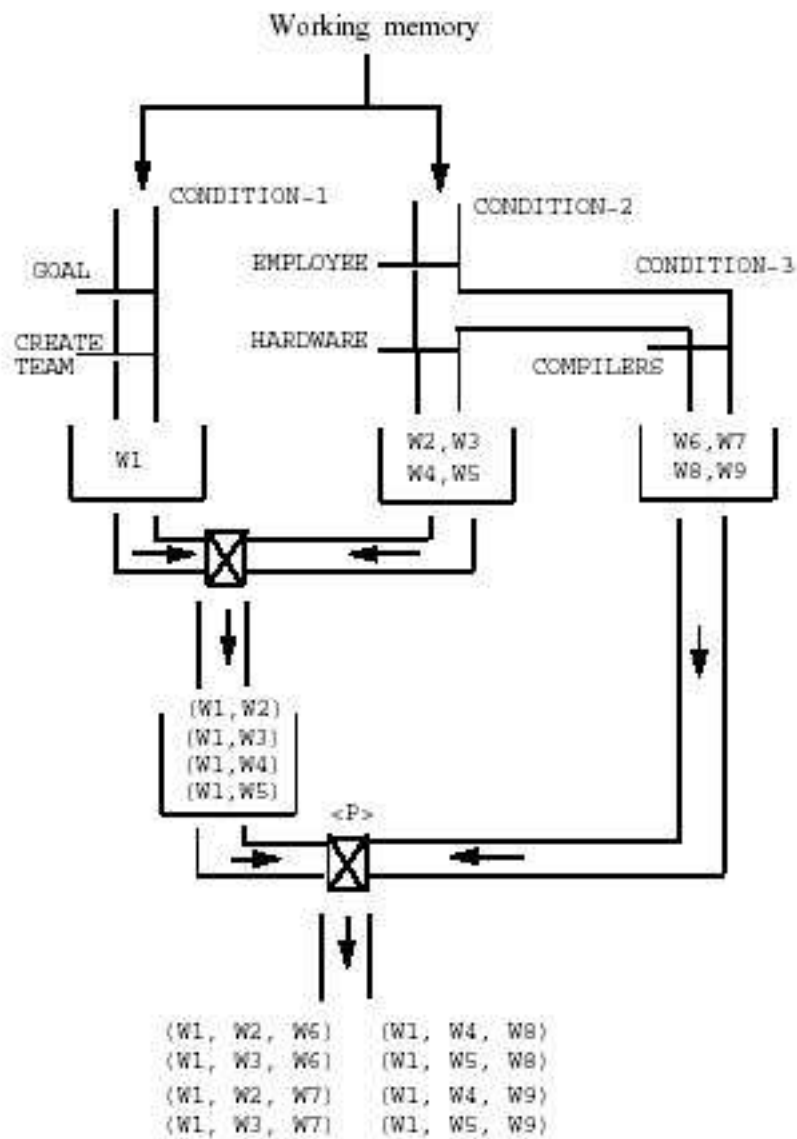 Working memory
CONDITION-1
CONDITION-2
GOAL
EMPLOYEE
CONDITION-3
CREATE
TEAM
HARDWARE
COMPILERS
W1
W2,W3
W4,W5
W6,W7
W8,W9
(W1,W2)
(W1,W3)
(W1,W4)
(W1,W5)
<P>
(W1, W2, W6) (W1, W4, W8)
(W1, W3, W6) (W1, W5, W8)
(W1, W2, W7) (W1, W4, W9)
(W1, W3, W7) (W1, W5, W9)